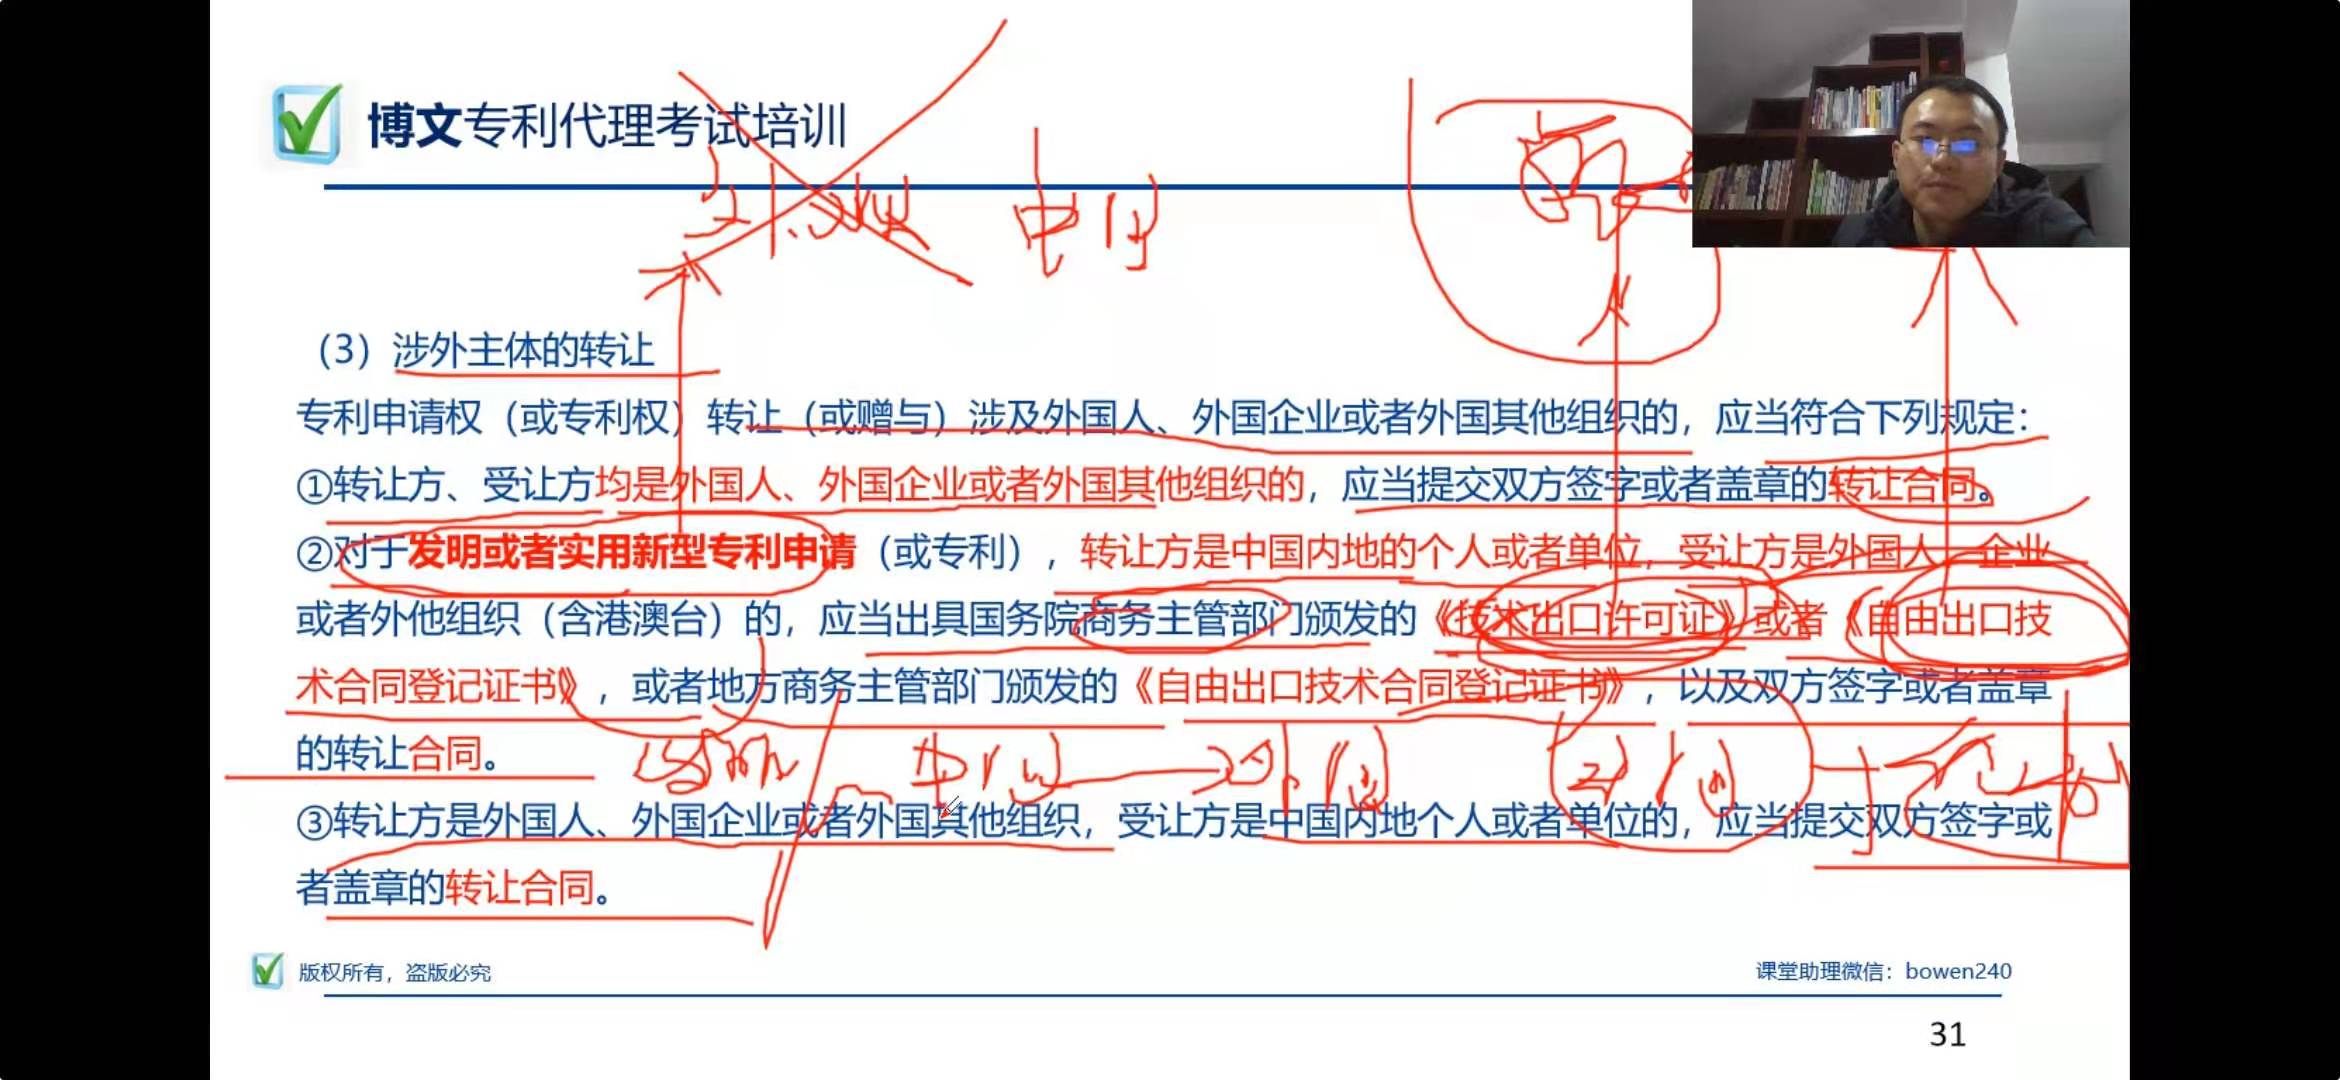 博文专利代理考试培训
（3）涉外主体的转让
专利申请权（或专利权）转让（或赠与）涉及外国人、外国企业或者外国其他组织的，应当符合下列规定：
①转让方、受让方均是外国人、外国企业或者外国其他组织的，应当提交双方签字或者盖章的转让合同。
②对于发明或者实用新型专利申请（或专利），转让方是中国内地的个人或者单位，受让方是外国人、企业
或者外他组织（含港澳台）的，应当出具国务院商务主管部门颁发的《技术出口许可证》或者《自由出口技
术合同登记证书》，或者地方商务主管部门颁发的《自由出口技术合同登记证书》，以及双方签字或者盖章
的转让合同。
③转让方是外国人、外国企业或者外国其他组织，受让方是中国内地个人或者单位的，应当提交双方签字或
者盖章的转让合同。
版权所有，盗版必究
课堂助理微信：bowen240
31